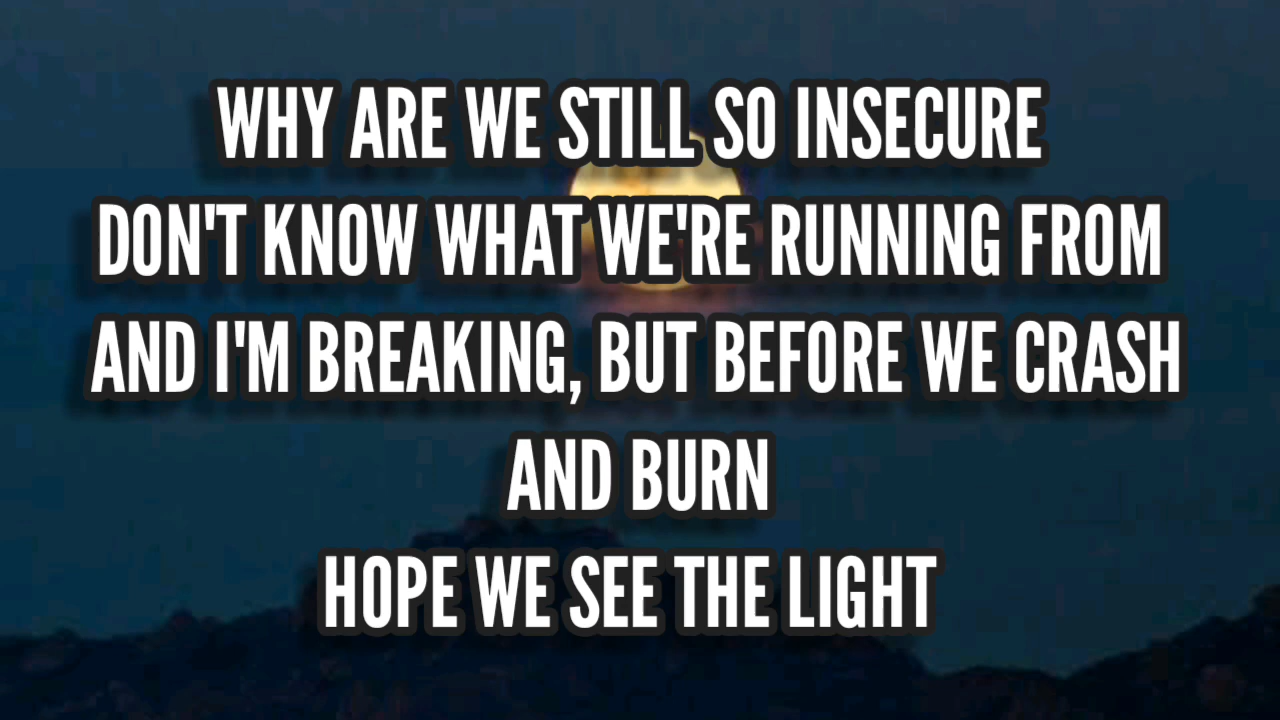 WHY ARE WE STILL SO INSECURE
DON'T KNOW WHAT WE'RE RUNNING FROM
AND I'M BREAKING, BUT BEFORE WE CRASH
AND BURN
HOPE WE SEE THE LIGHT